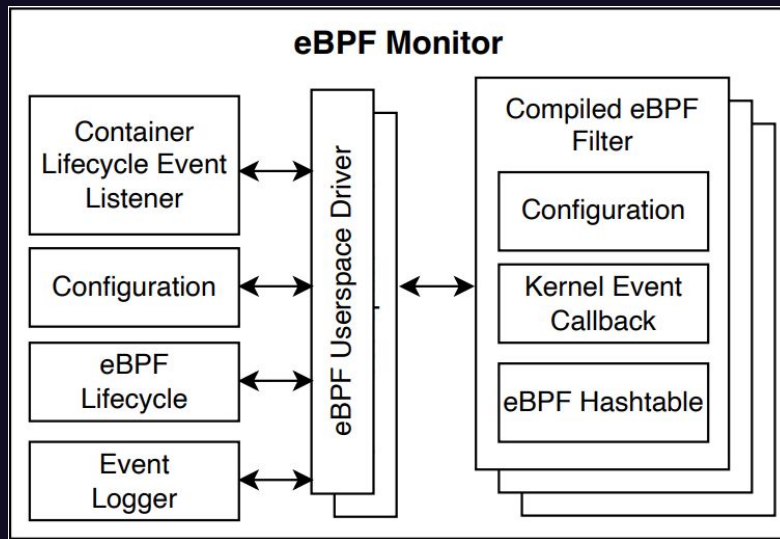 eBPF Monitor
Container
Lifecycle Event
Listener
Configuration
eBPF
Lifecycle
Event
Logger
eBPF Userspace Driver
Compiled eBPF
Filter
Configuration
Kernel Event
Callback
eBPF Hashtable